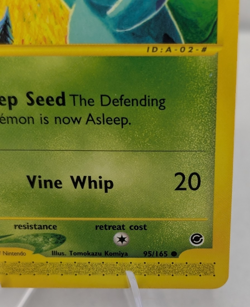 ID:A-02-#
ep Seed The Defending
émon is now Asleep.
Vine Whip 20
resistance retreat cost
Nintendo Illus. Tomokazu Komiya 95/165